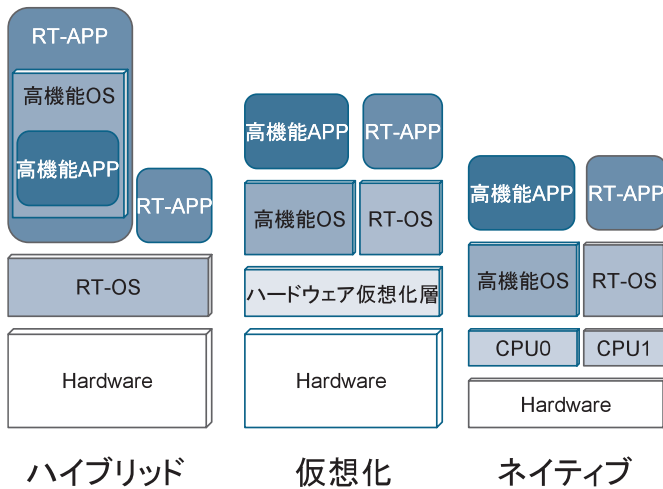 RT-APP
高機能OS
高機能APP
RT-APP
RT-OS
Hardware
ハイブリッド
高機能APP
RT-APP
高機能OS
RT-OS
ハードウェア仮想化層
Hardware
仮想化
高機能APP
RT-APP
高機能OS
RT-OS
CPU0
CPU1
Hardware
ネイティブ